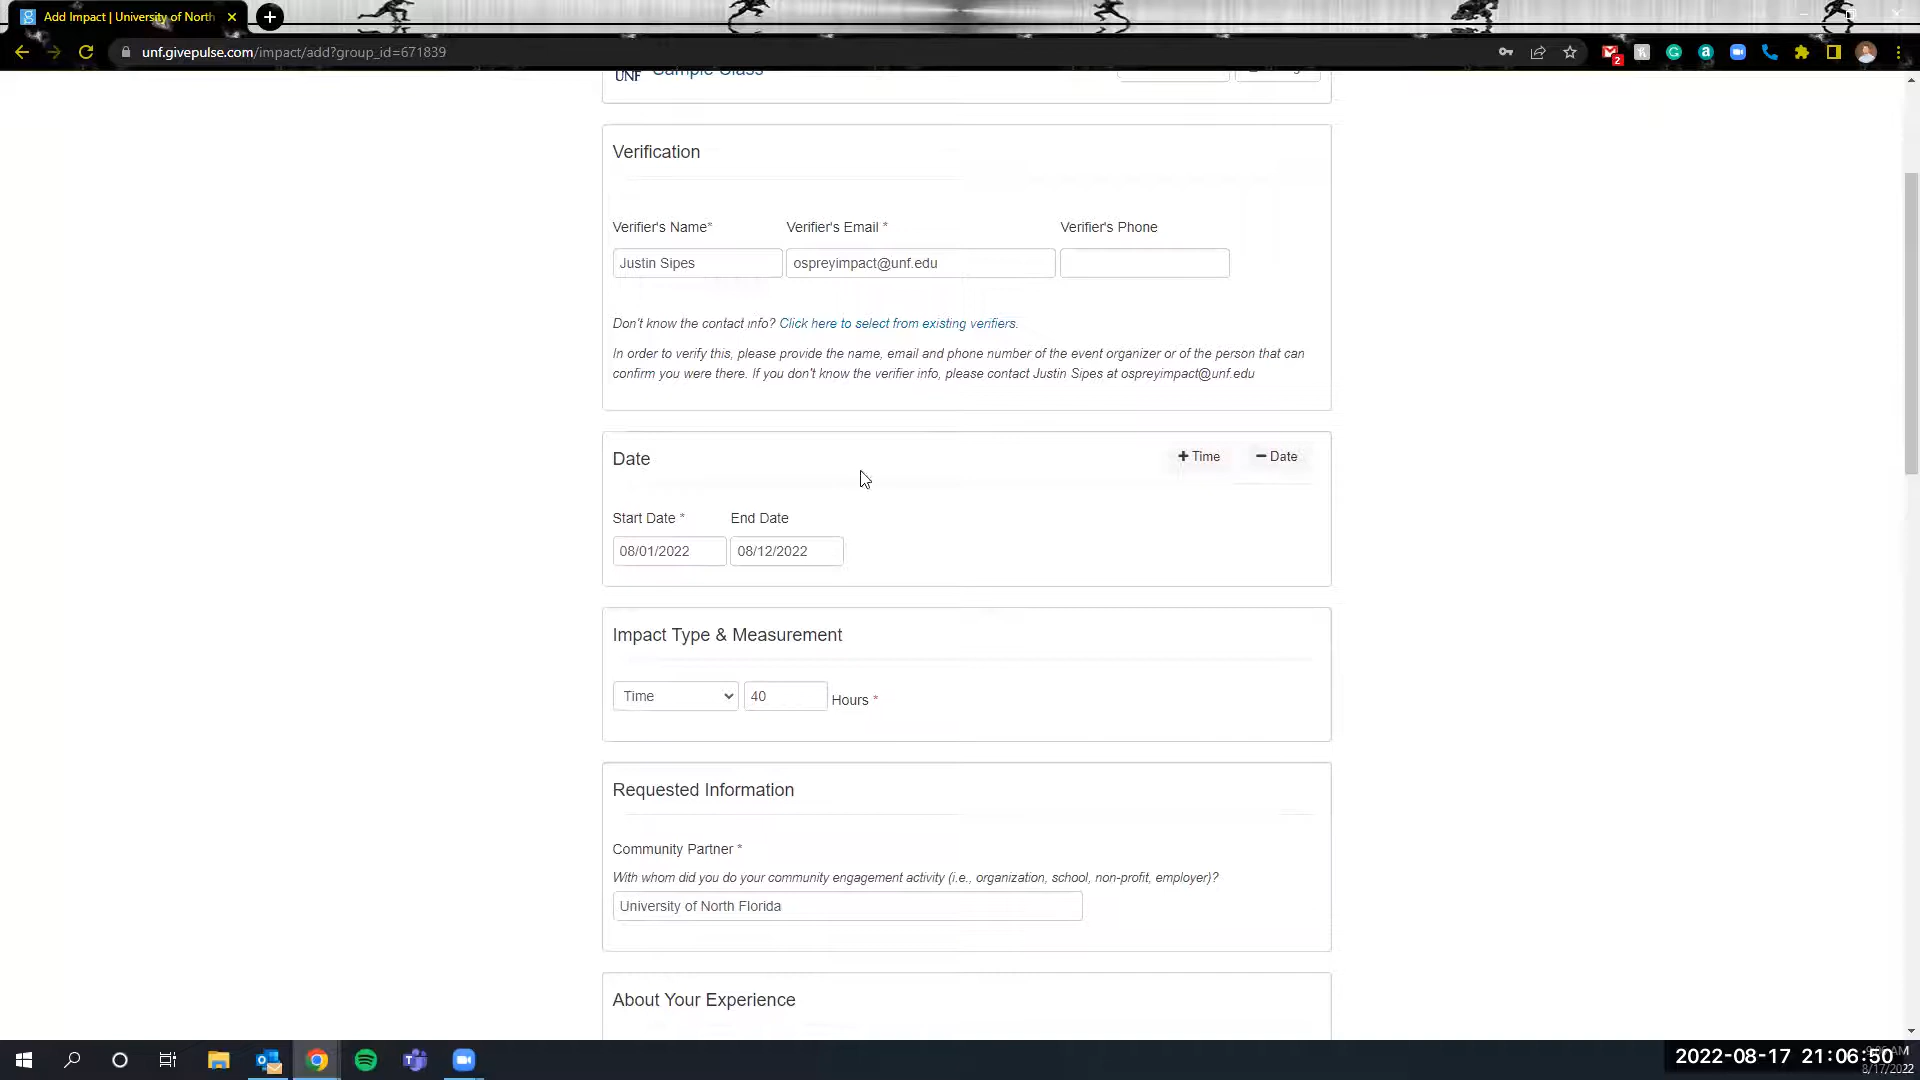 Add Impact | University of North
unf.givepulse.com/impact/add?group_id=671839
2
UNF Sample Class
Verification
Verifier's Name* Verifier's Email * Verifier's Phone
Justin Sipes ospreyimpact@unf.edu
Don't know the contact info? Click here to select from existing verifiers.
In order to verify this, please provide the name, email and phone number of the event organizer or of the person that can
confirm you were there. If you don't know the verifier info, please contact Justin Sipes at ospreyimpact@unf.edu
Date + Time - Date
Start Date * End Date
08/01/2022 08/12/2022
Impact Type & Measurement
Time 40 Hours *
Requested Information
Community Partner *
With whom did you do your community engagement activity (i.e., organization, school, non-profit, employer)?
University of North Florida
About Your Experience
2022-08-17 21:06:50
8/17/2022